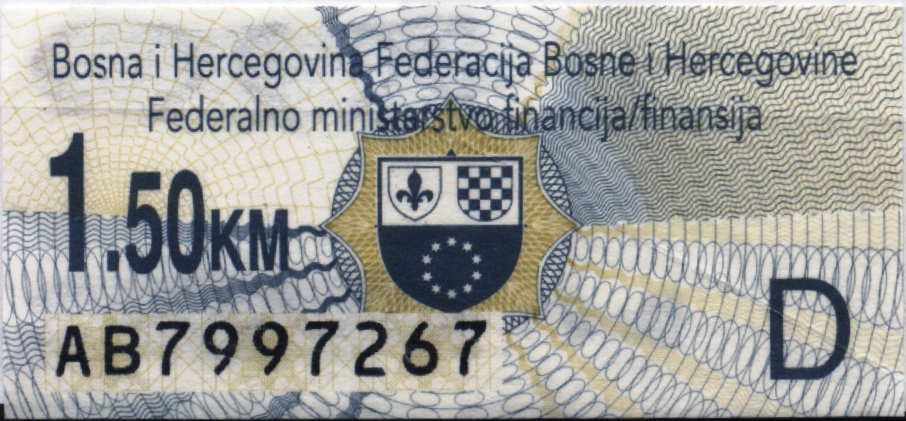 Bosna i Hercegovina Federacija Bosne i Hercegovine
Federalno ministarstvo financija/finansija
1.50KM
AB7997267
D